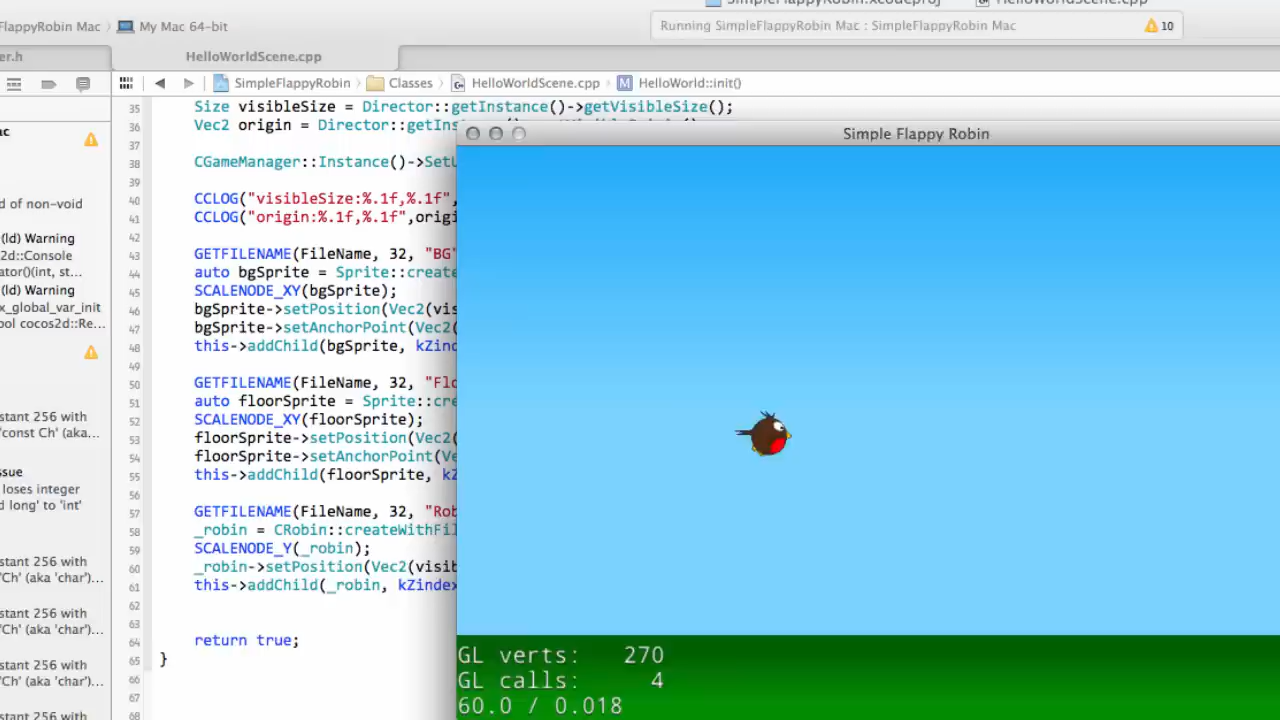 SimpleFlappyRobin.xcodeproj HelloWorldScene.cpp
FlappyRobin Mac My Mac 64-bit
Running SimpleFlappyRobin Mac : SimpleFlappyRobin Mac 10
er.h HelloWorldScene.cpp
SimpleFlappyRobin Classes HelloWorldScene.cpp M HelloWorld::init()
35 Size visibleSize = Director::getInstance()->getVisibleSize();
36 Vec2 origin = Director::getInst
Simple Flappy Robin
37
38 CGameManager::Instance()->SetU
39
40 CCLOG("visibleSize:%.1f,%.1f",
41 CCLOG("origin:%.1f,%.1f",origi
42
43 GETFILENAME(FileName, 32, "BG"
44 auto bgSprite = Sprite::create
45 SCALENODE_XY(bgSprite);
46 bgSprite->setPosition(Vec2(vis
47 bgSprite->setAnchorPoint(Vec2(
48 this->addChild(bgSprite, kZind
49
50 GETFILENAME(FileName, 32, "Flo
51 auto floorSprite = Sprite::cre
52 SCALENODE_XY(floorSprite);
53 floorSprite->setPosition(Vec2(
54 floorSprite->setAnchorPoint(Ve
55 this->addChild(floorSprite, kZ
56
57 GETFILENAME(FileName, 32, "Rob
58 _robin = CRobin::createWithFil
59 SCALENODE_Y(_robin);
60 _robin->setPosition(Vec2(visib
61 this->addChild(_robin, kZindex
62
63
64 return true;
65 }
66
67
68
ac
d of non-void
(ld) Warning
s2d::Console
ator()(int, st...
(ld) Warning
x_global_var_init
ool cocos2d::Re...
stant 256 with
'const Ch' (aka...
ssue
loses integer
d long' to 'int'
stant 256 with
'Ch' (aka 'char')...
stant 256 with
'Ch' (aka 'char')...
stant 256 with
'Ch' (aka 'char')...
stant 256 with
GL verts: 270
GL calls: 4
60.0 / 0.018